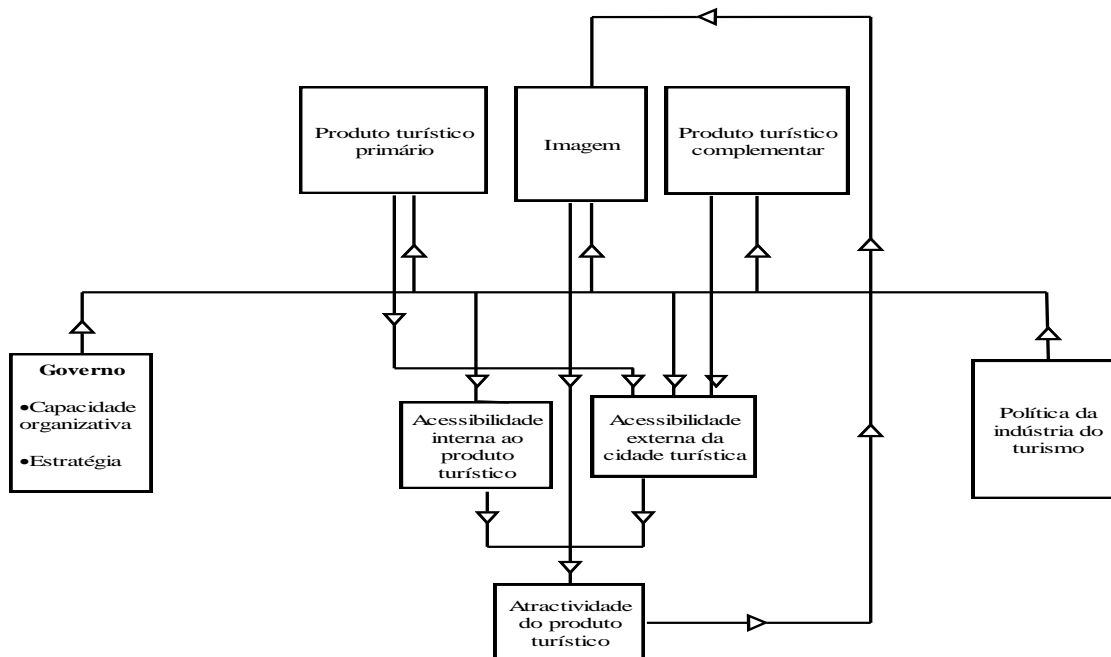 Produto turístico
primário
Imagem
Produto turístico
complementar
Governo
•Capacidade
organizativa
•Estratégia
Acessibilidade
interna ao
produto
turístico
Acessibilidade
externa da
cidade turística
Política da
indústria do
turismo
Atractividade
do produto
turístico